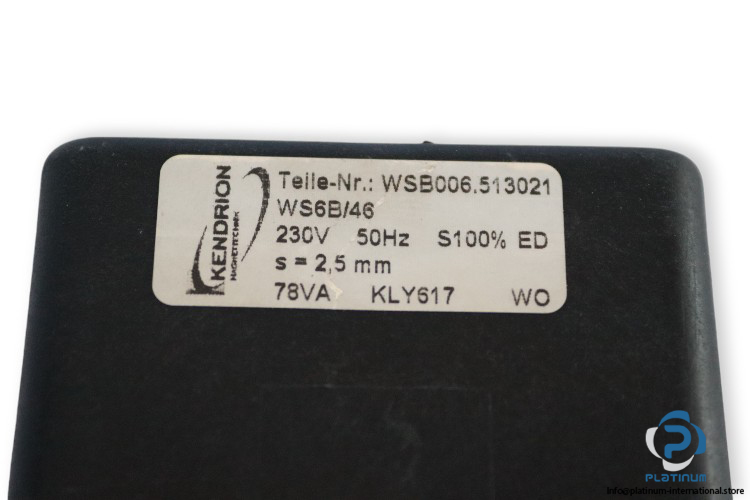 KENDRION
MAGNETTECHNIK
Teile-Nr.: WSB006.513021
WS6B/46
230V 50Hz S100% ED
s = 2,5 mm
78VA KLY617 WO
PLATINUM
info@platinum-international.store